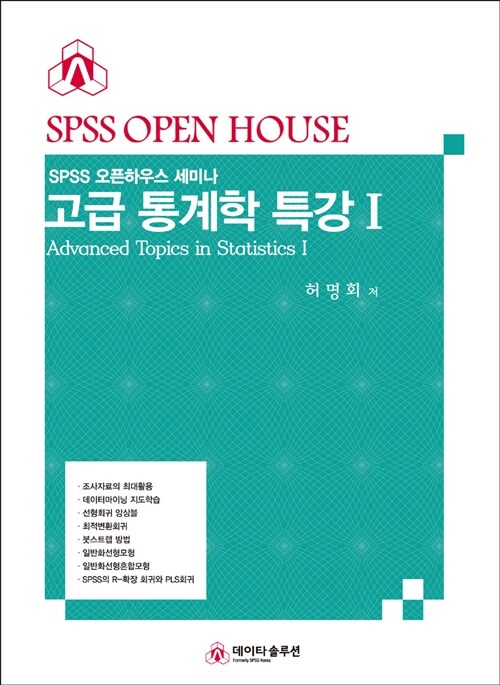 SPSS OPEN HOUSE
SPSS 오픈하우스 세미나
고급 통계학 특강 I
Advanced Topics in Statistics I
허명회 저
· 조사자료의 최대활용
· 데이터마이닝 지도학습
· 선형회귀 앙상블
· 최적변환회귀
· 붓스트랩 방법
· 일반화선형모형
· 일반화선형혼합모형
· SPSS의 R-확장 회귀와 PLS회귀
데이타솔루션
Formerly SPSS Korea